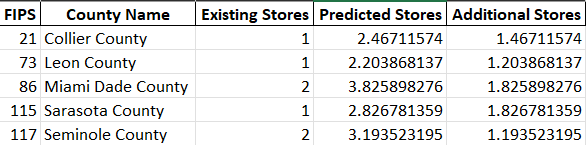 FIPS County Name Existing Stores Predicted Stores Additional Stores
21 Collier County 1 2.46711574 1.46711574
73 Leon County 1 2.203868137 1.203868137
86 Miami Dade County 2 3.825898276 1.825898276
115 Sarasota County 1 2.826781359 1.826781359
117 Seminole County 2 3.193523195 1.193523195